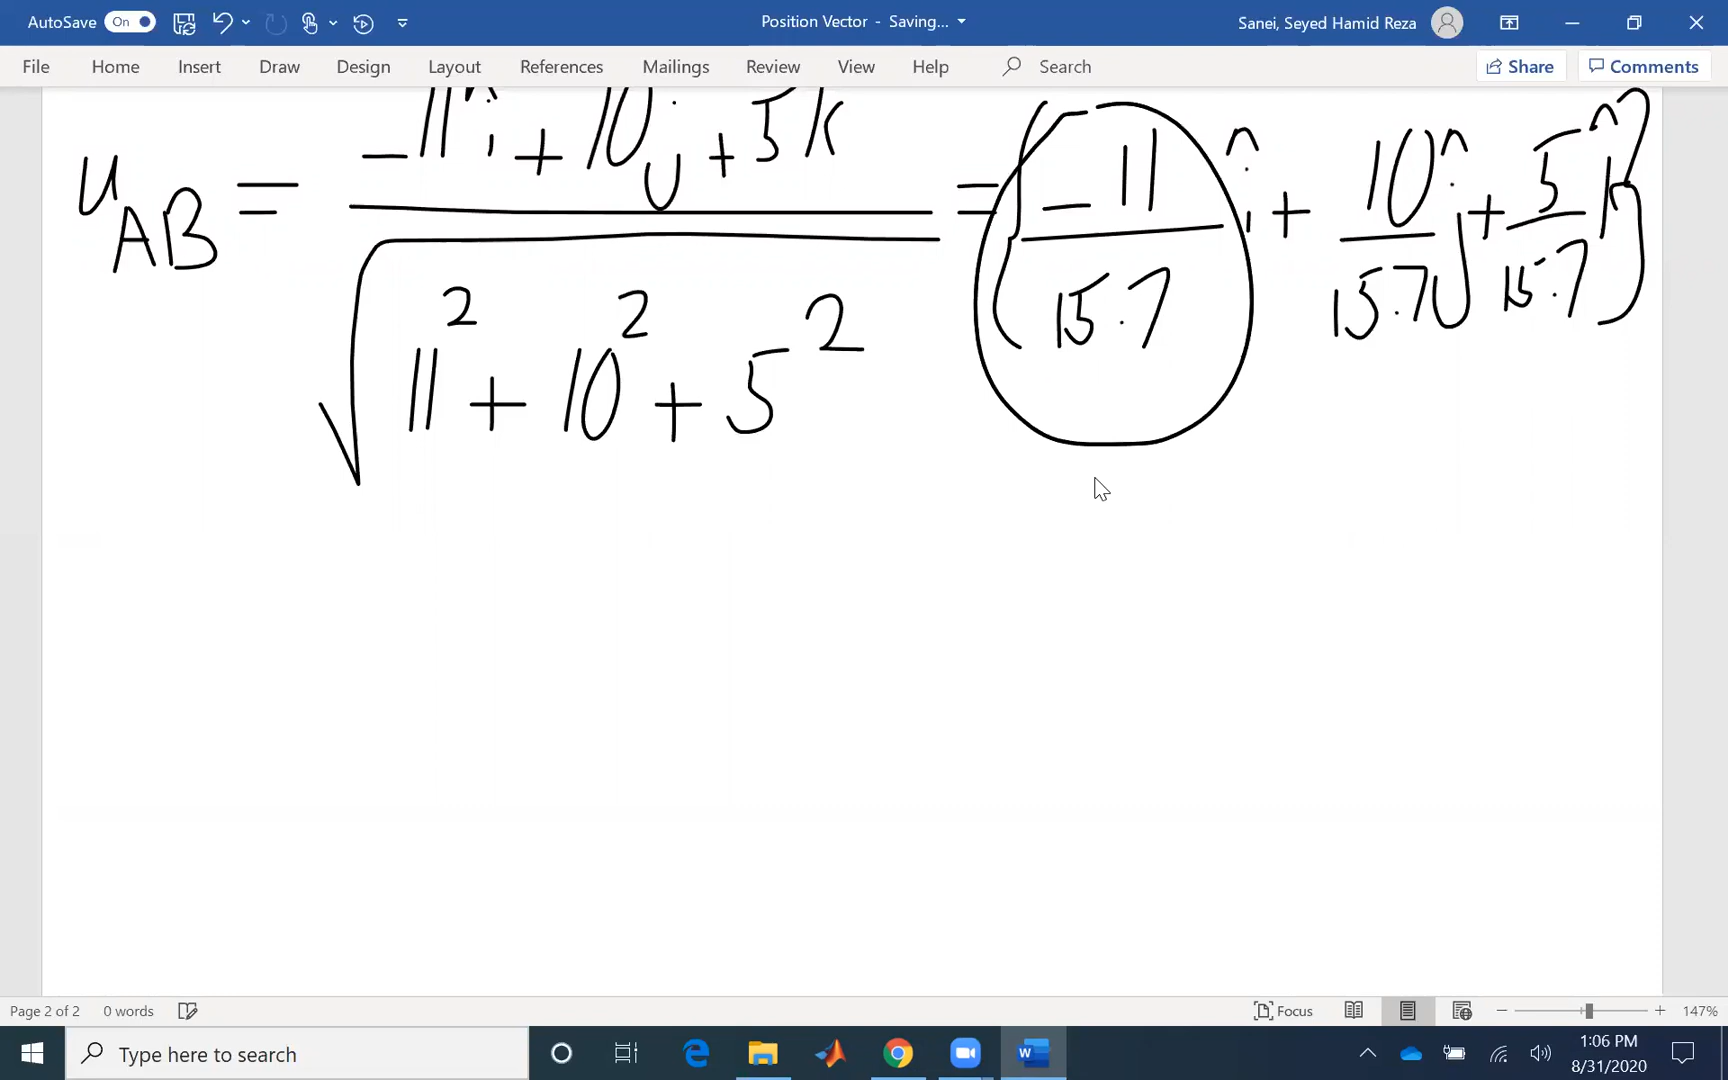 AutoSave On Position Vector - Saving... Sanei, Seyed Hamid Reza
File Home Insert Draw Design Layout References Mailings Review View Help Search Share Comments
u_AB = (-11î + 10ĵ + 5k) / √(11² + 10² + 5²) = { -11/15.7 î + 10/15.7 ĵ + 5/15.7 k̂ }
Page 2 of 2 0 words Focus 147%
Type here to search
1:06 PM
8/31/2020